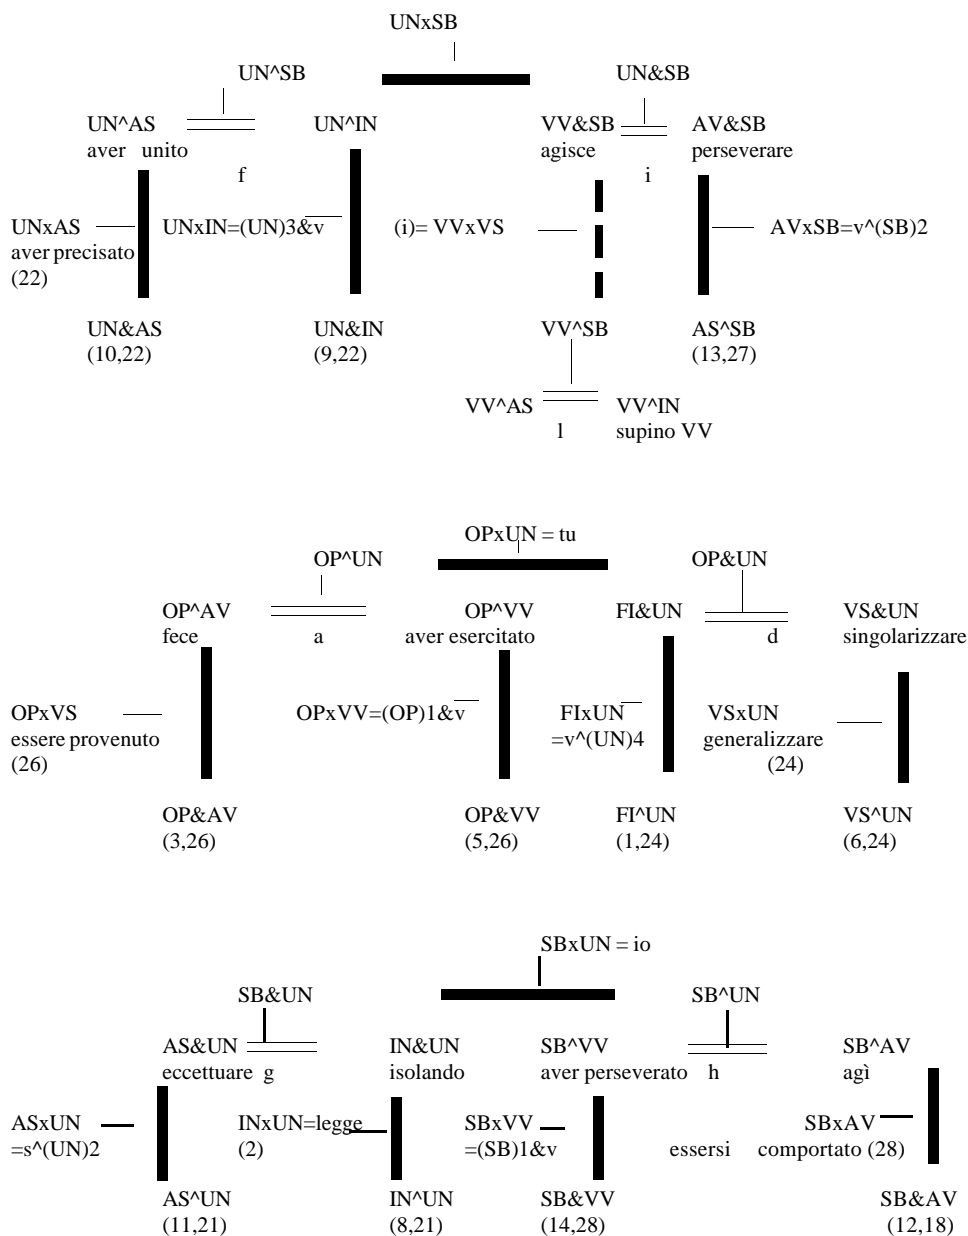 UNxSB
UN^SB UN&SB
UN^AS UN^IN VV&SB AV&SB
aver unito agisce perseverare
f i
UNxAS UNxIN=(UN)3&v (i)= VVxVS AVxSB=v^(SB)2
aver precisato
(22)
UN&AS UN&IN VV^SB AS^SB
(10,22) (9,22) (13,27)
VV^AS VV^IN
l supino VV
OPxUN = tu
OP^UN OP&UN
OP^AV OP^VV FI&UN VS&UN
fece a aver esercitato d singolarizzare
OPxVS OPxVV=(OP)1&v FIxUN VSxUN
essere provenuto =v^(UN)4 generalizzare
(26) (24)
OP&AV OP&VV FI^UN VS^UN
(3,26) (5,26) (1,24) (6,24)
SBxUN = io
SB&UN SB^UN
AS&UN IN&UN SB^VV SB^AV
eccettuare g isolando aver perseverato h agì
ASxUN INxUN=legge SBxVV SBxAV
=s^(UN)2 (2) =(SB)1&v essersi comportato (28)
AS^UN IN^UN SB&VV SB&AV
(11,21) (8,21) (14,28) (12,18)